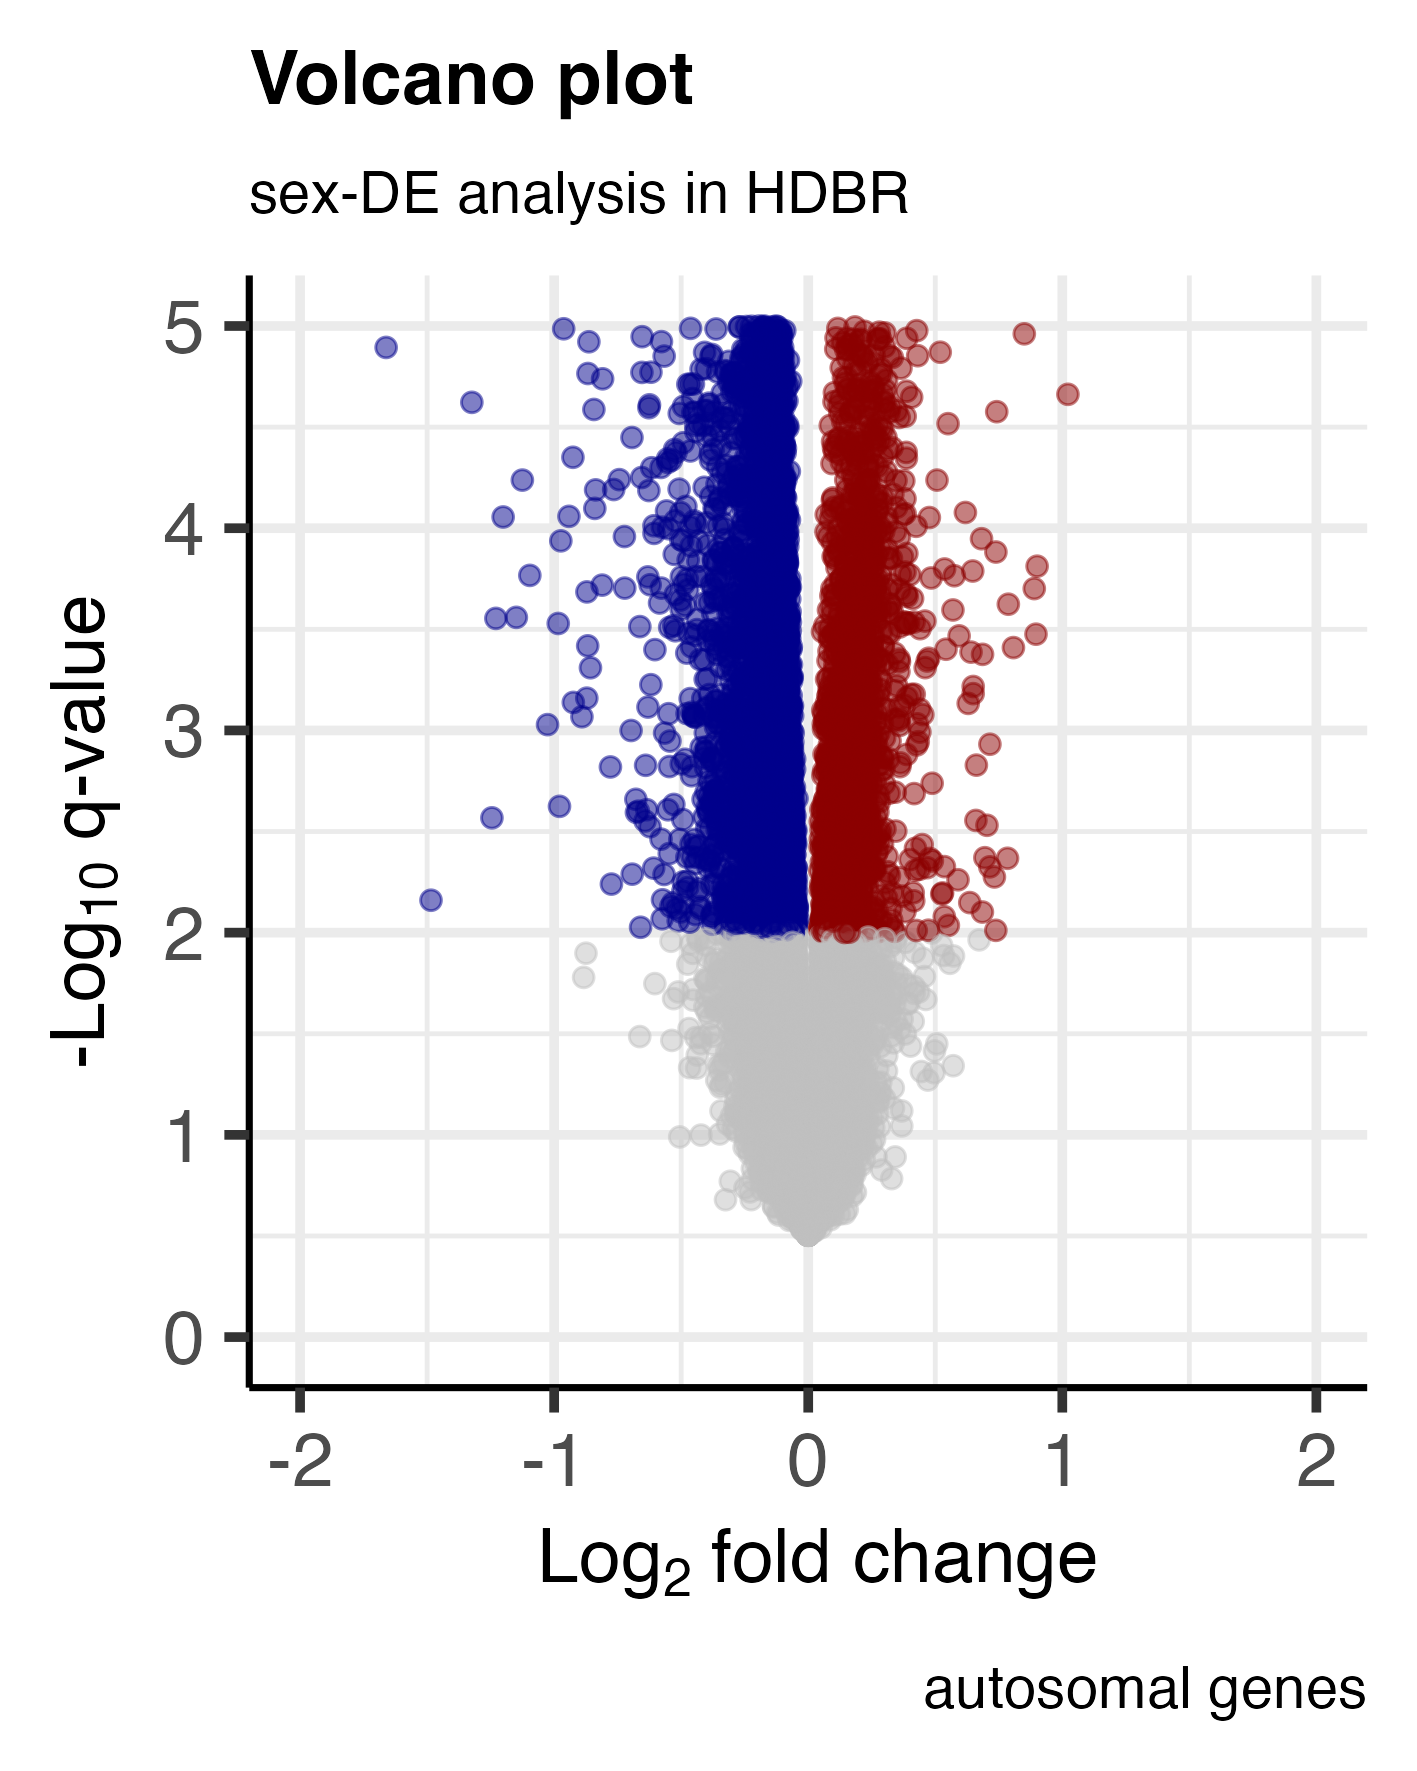 Volcano plot
sex-DE analysis in HDBR
-Log10 q-value
5
4
3
2
1
0
-2 -1 0 1 2
Log2 fold change
autosomal genes